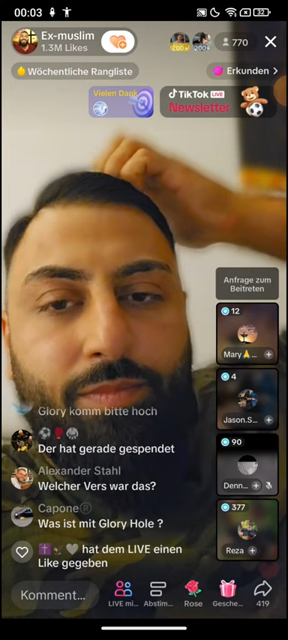 00:03
32
Ex-muslim
1.3M Likes
200
200
770
Wöchentliche Rangliste
Erkunden >
Vielen Dank
TikTok LIVE
Newsletter
Anfrage zum
Beitreten
12
Mary🙏...
4
Jason.S...
90
Denn...
377
Reza
Glory komm bitte hoch
Der hat gerade gespendet
Alexander Stahl
Welcher Vers war das?
Capone®
Was ist mit Glory Hole ?
hat dem LIVE einen
Like gegeben
Komment...
LIVE mi...
Abstim...
Rose
Gesche...
419